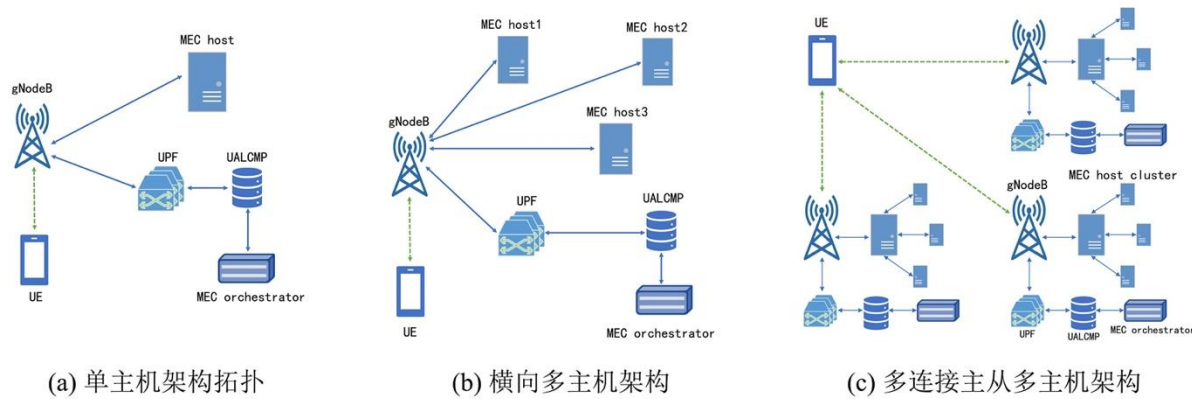 MEC host
gNodeB
UPF
UALCMP
UE
MEC orchestrator
(a) 单主机架构拓扑
MEC host1
MEC host2
MEC host3
gNodeB
UPF
UALCMP
UE
MEC orchestrator
(b) 横向多主机架构
UE
MEC host cluster
gNodeB
UPF
UALCMP
MEC orchestrator
(c) 多连接主从多主机架构